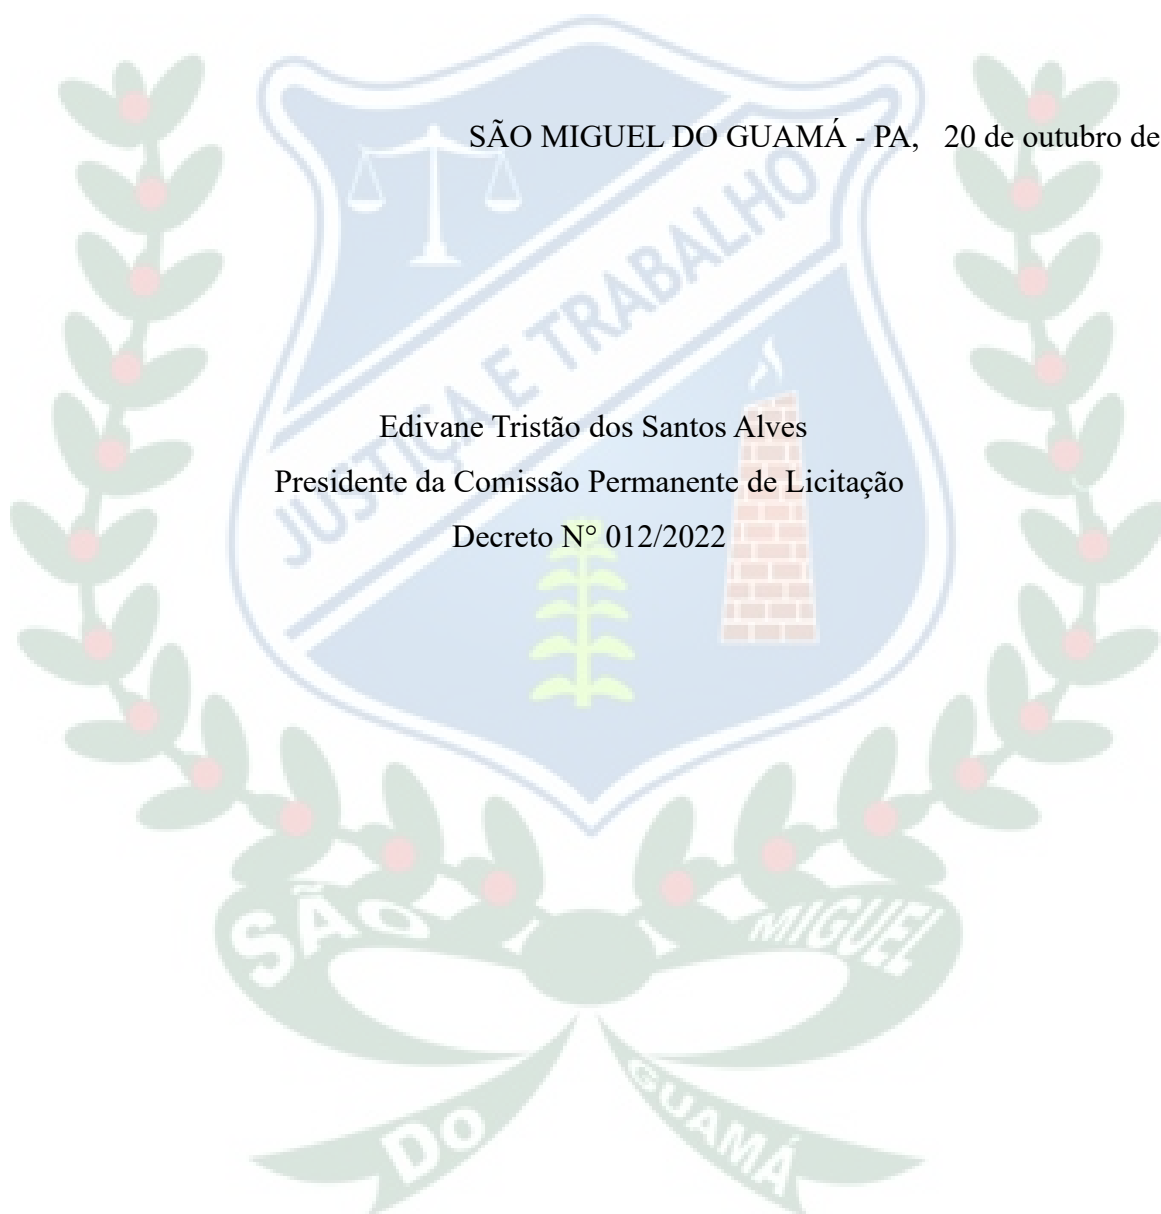 SÃO MIGUEL DO GUAMÁ - PA, 20 de outubro de
JUSTIÇA E TRABALHO
Edivane Tristão dos Santos Alves
Presidente da Comissão Permanente de Licitação
Decreto N° 012/2022
SÃO MIGUEL
DO GUAMÁ